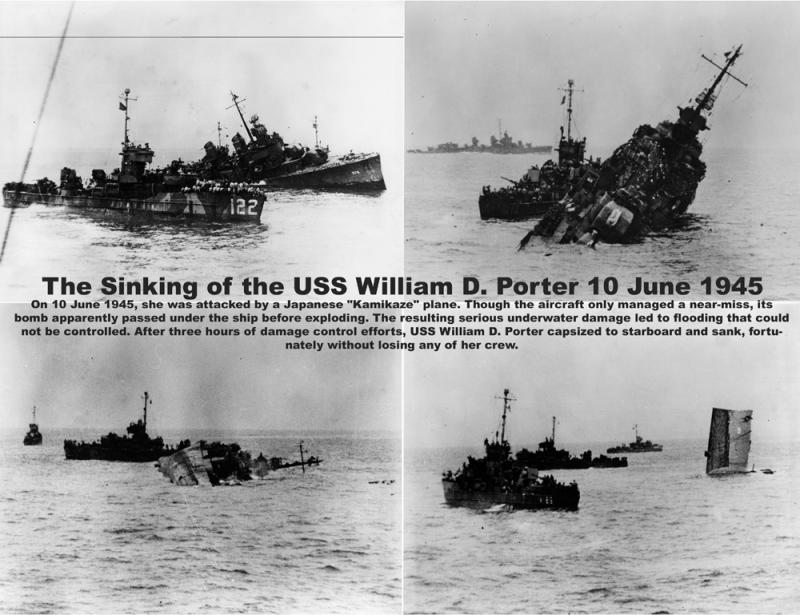 122
The Sinking of the USS William D. Porter 10 June 1945
On 10 June 1945, she was attacked by a Japanese "Kamikaze" plane. Though the aircraft only managed a near-miss, its
bomb apparently passed under the ship before exploding. The resulting serious underwater damage led to flooding that could
not be controlled. After three hours of damage control efforts, USS William D. Porter capsized to starboard and sank, fortu-
nately without losing any of her crew.